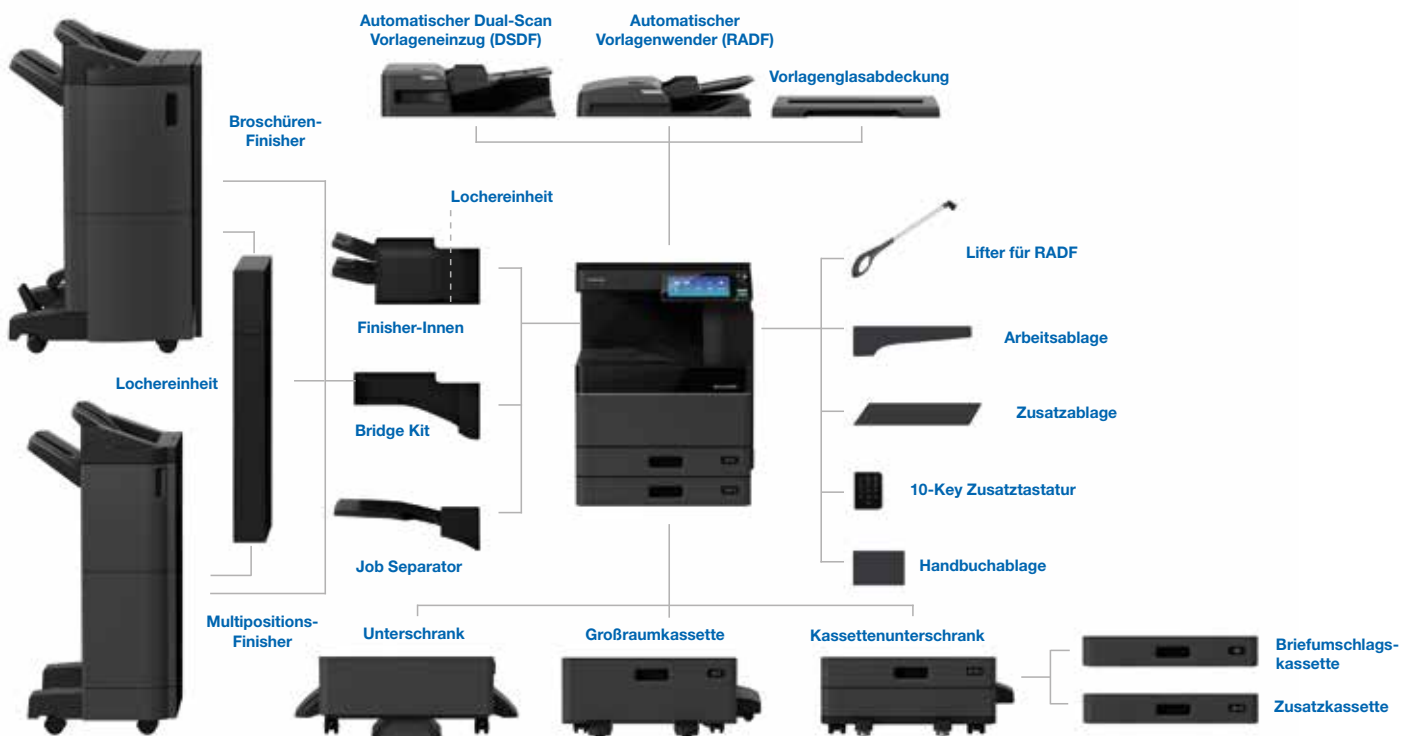 Automatischer Dual-Scan
Vorlageneinzug (DSDF)
Automatischer
Vorlagenwender (RADF)
Vorlagenglasabdeckung
Broschüren-
Finisher
Lochereinheit
Lifter für RADF
Finisher-Innen
Arbeitsablage
Lochereinheit
Zusatzablage
Bridge Kit
10-Key Zusatztastatur
Job Separator
Handbuchablage
Multipositions-
Finisher
Unterschrank
Großraumkassette
Kassettenunterschrank
Briefumschlags-
kassette
Zusatzkassette